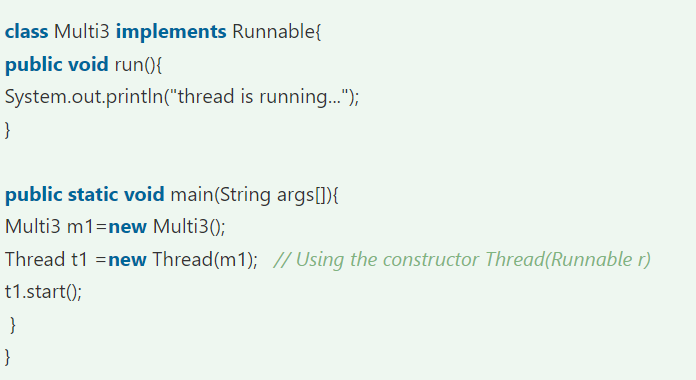 class Multi3 implements Runnable{
public void run(){
System.out.println("thread is running...");
}
public static void main(String args[]){
Multi3 m1=new Multi3();
Thread t1 =new Thread(m1);   // Using the constructor Thread(Runnable r)
t1.start();
 }
}